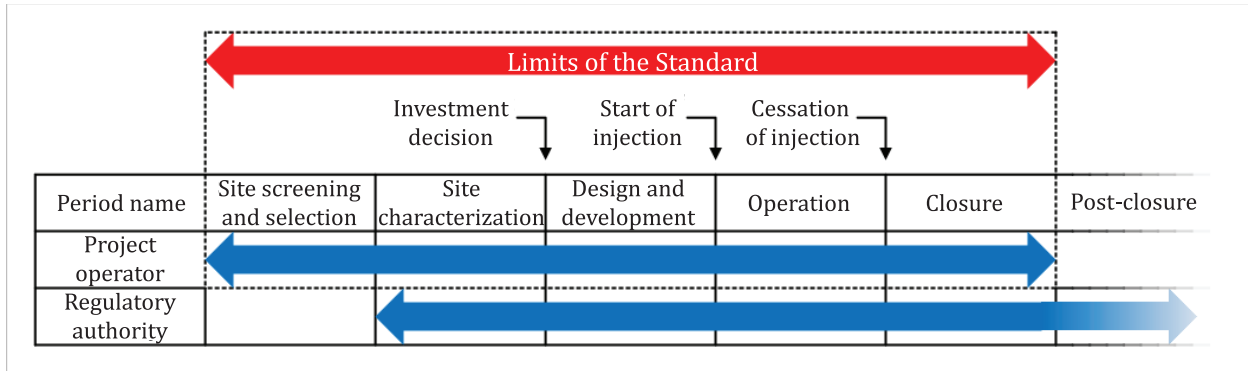 Limits of the Standard
Investment
decision
Start of
injection
Cessation
of injection
Period name
Site screening
and selection
Site
characterization
Design and
development
Operation
Closure
Post-closure
Project
operator
Regulatory
authority